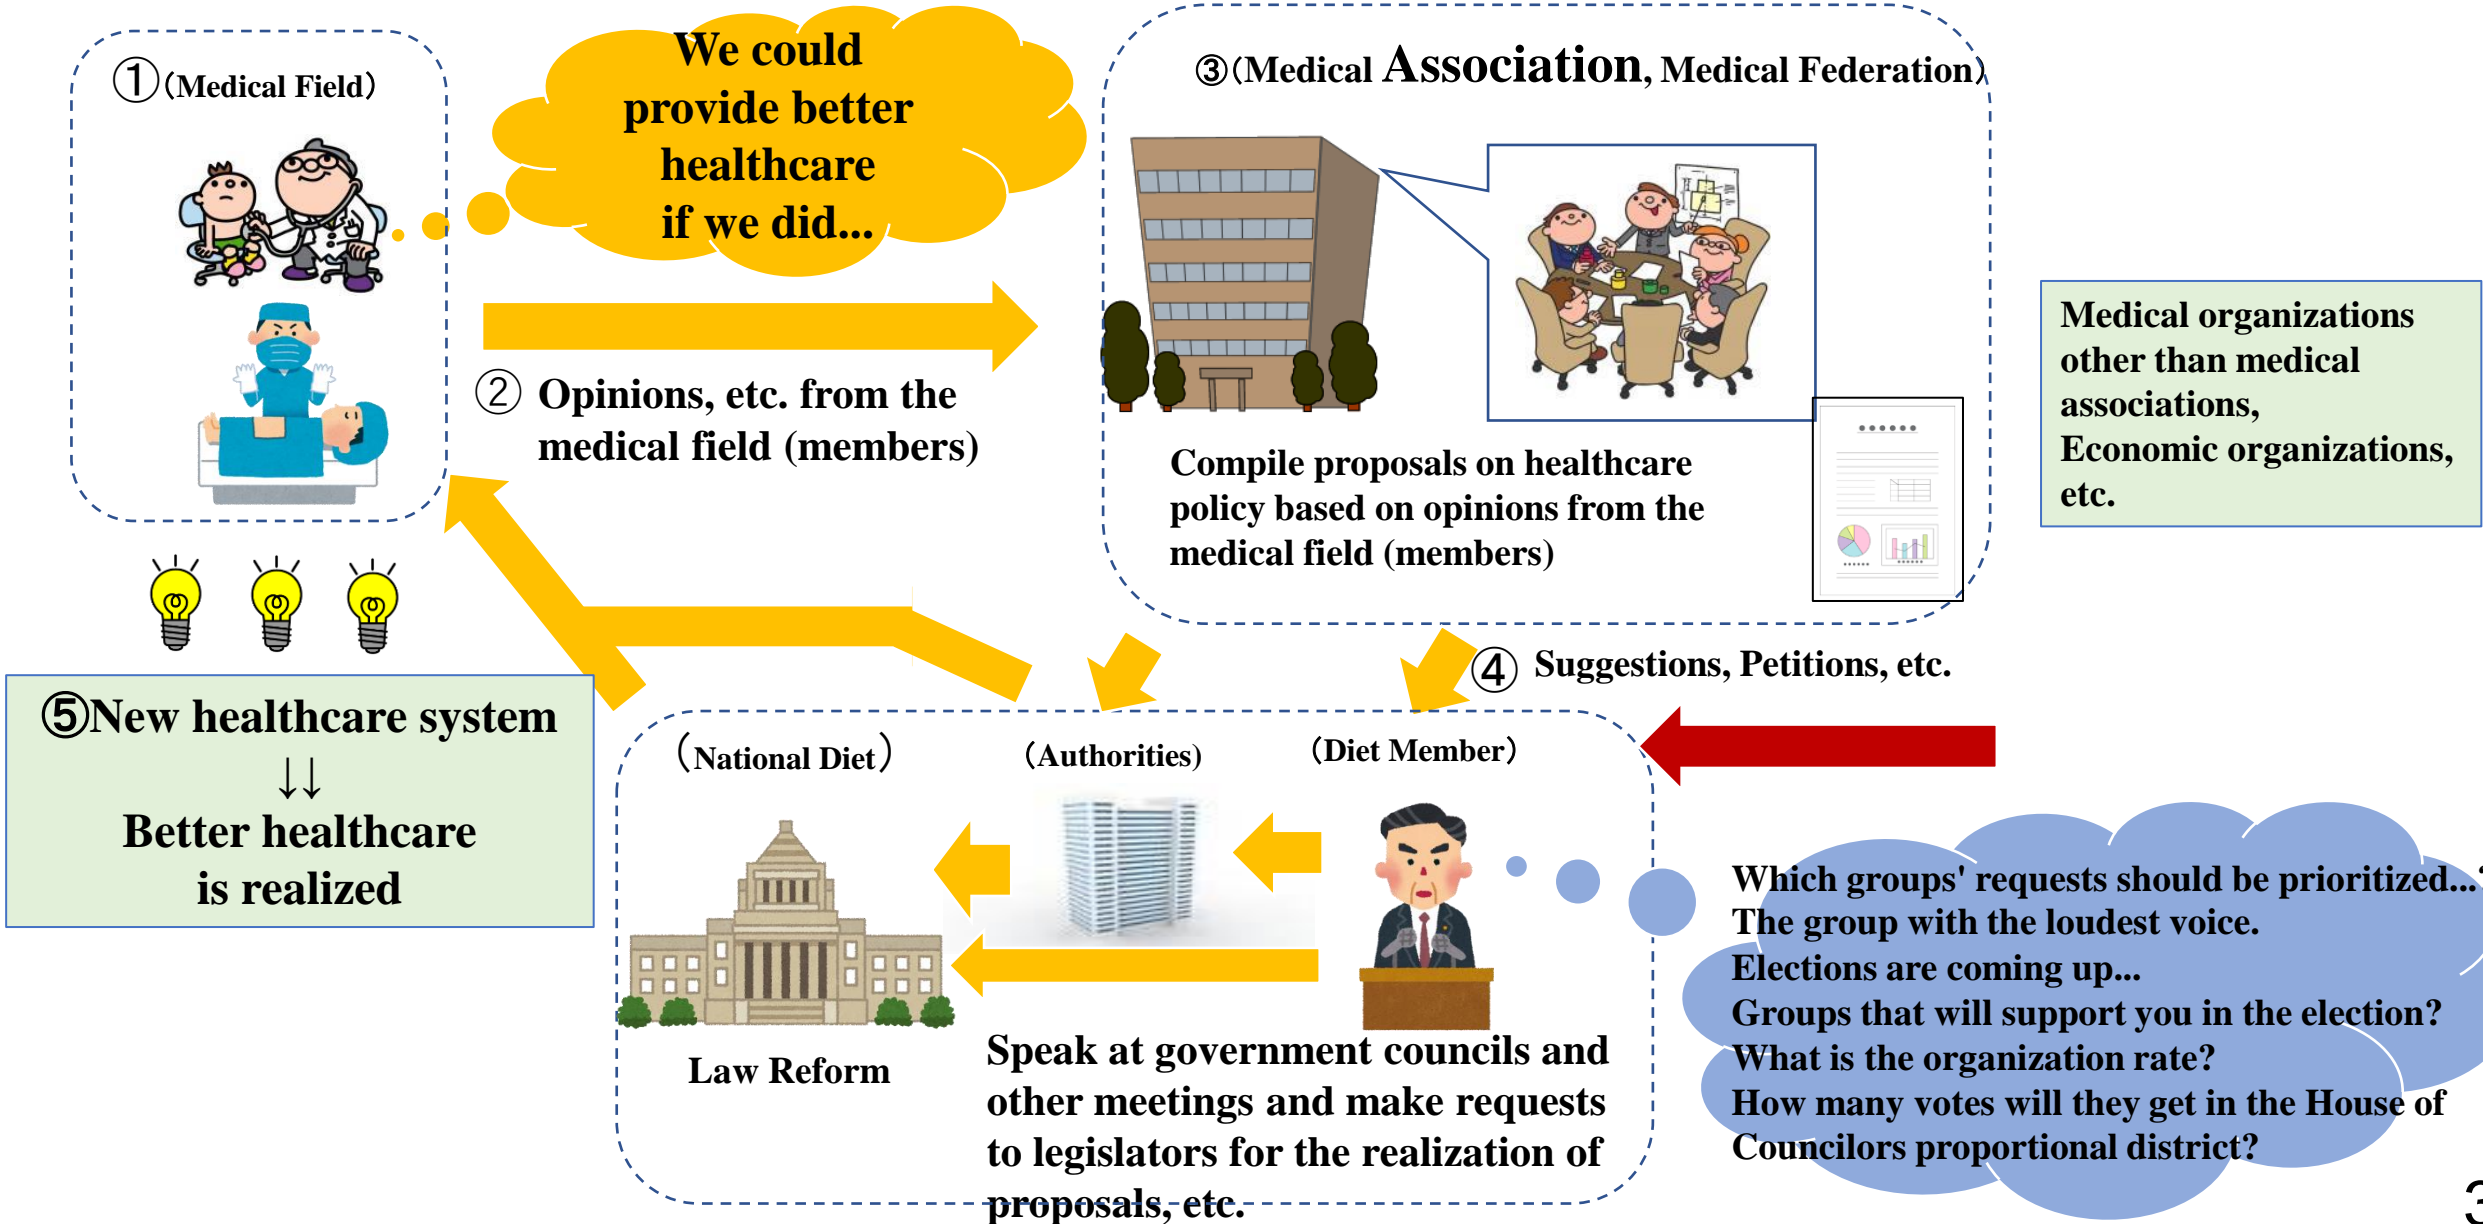 ①(Medical Field)
We could
provide better
healthcare
if we did...
② Opinions, etc. from the
medical field (members)
③(Medical Association, Medical Federation)
Compile proposals on healthcare
policy based on opinions from the
medical field (members)
Medical organizations
other than medical
associations,
Economic organizations,
etc.
④ Suggestions, Petitions, etc.
⑤New healthcare system
↓↓
Better healthcare
is realized
(National Diet)
(Authorities)
(Diet Member)
Law Reform
Speak at government councils and
other meetings and make requests
to legislators for the realization of
proposals, etc.
Which groups' requests should be prioritized...?
The group with the loudest voice.
Elections are coming up...
Groups that will support you in the election?
What is the organization rate?
How many votes will they get in the House of
Councilors proportional district?
3